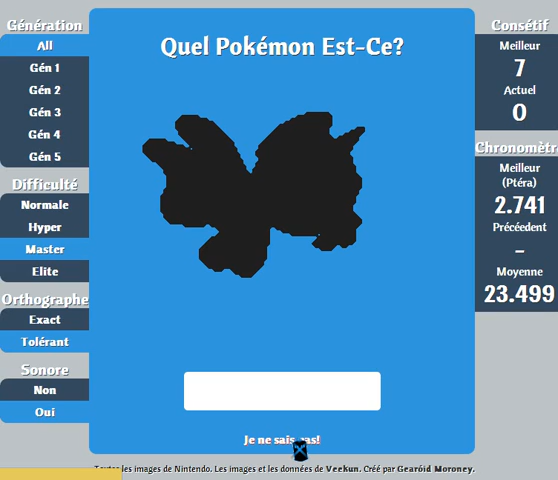 Quel Pokémon Est-Ce?
Génération
All
Gén 1
Gén 2
Gén 3
Gén 4
Gén 5
Difficulté
Normale
Hyper
Master
Elite
Orthographe
Exact
Tolérant
Sonore
Non
Oui
Je ne sais pas!
Consétif
Meilleur
7
Actuel
0
Chronomètr
Meilleur
(Ptéra)
2.741
Précéedent
–
Moyenne
23.499
Toutes les images de Nintendo. Les images et les données de Veekun. Créé par Gearóid Moroney.